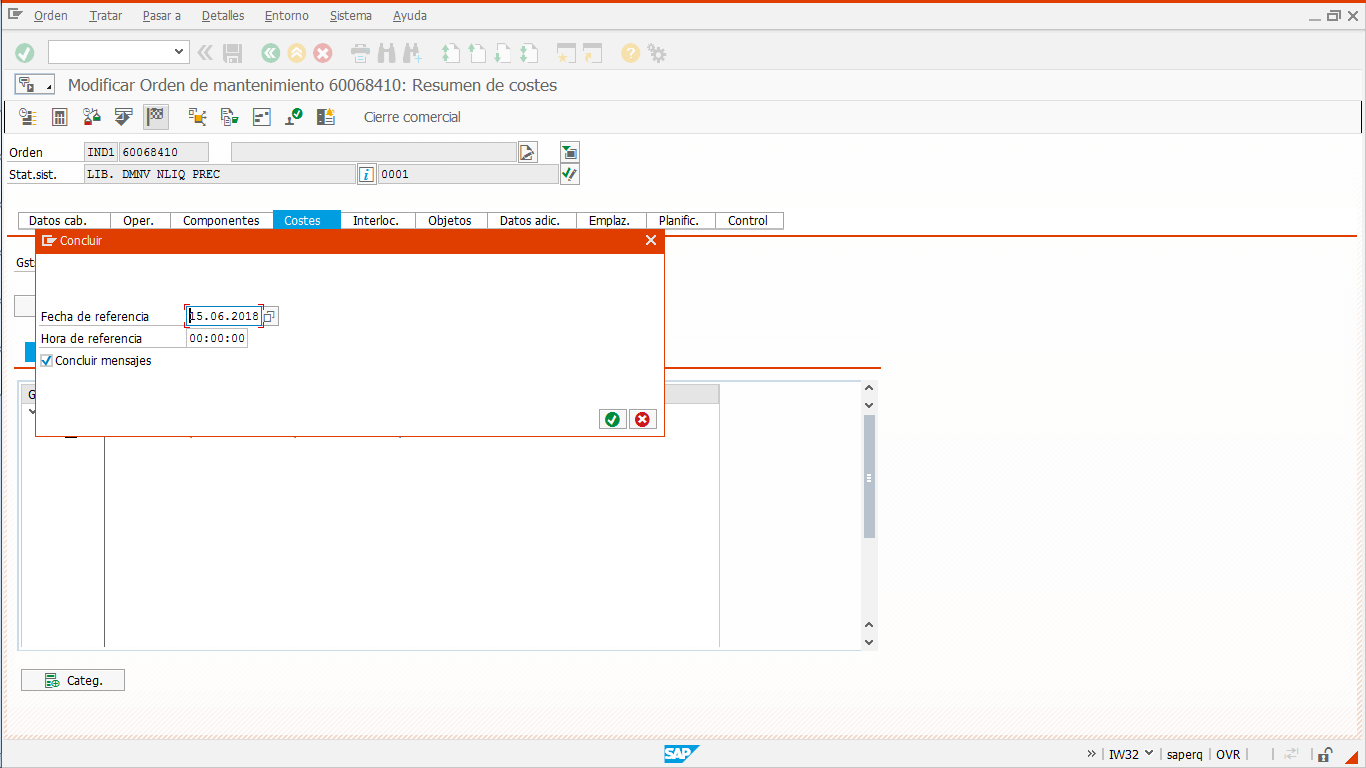 Orden Tratar Pasar a Detalles Entorno Sistema Ayuda
Modificar Orden de mantenimiento 60068410: Resumen de costes
Cierre comercial
Orden IND1 60068410
Stat.sist. LIB. DMNV NLIQ PREC 0001
Datos cab. Oper. Componentes Costes Interloc. Objetos Datos adic. Emplaz. Planific. Control
Concluir
Fecha de referencia 15.06.2018
Hora de referencia 00:00:00
Concluir mensajes
Categ.
SAP
IW32 saperq OVR